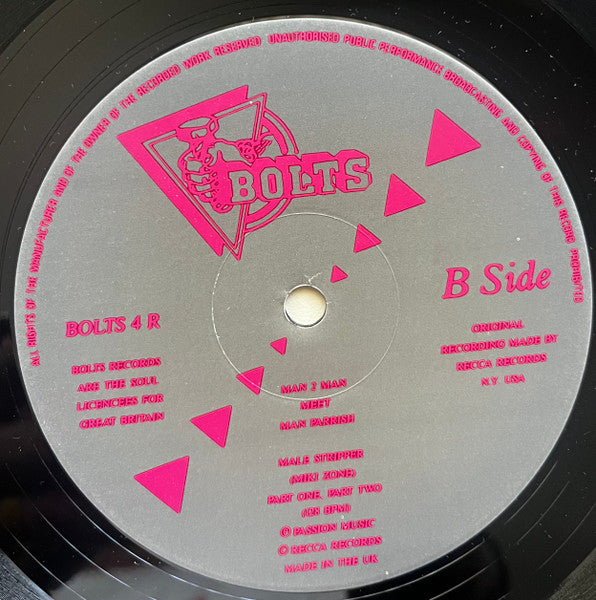 ALL RIGHTS OF THE MANUFACTURER AND OF THE OWNER OF THE RECORDED WORK RESERVED UNAUTHORISED PUBLIC PERFORMANCE BROADCASTING AND COPYING OF THIS RECORD PROHIBITED
BOLTS
B Side
BOLTS 4 R
BOLTS RECORDS
ARE THE SOUL
LICENCEES FOR
GREAT BRITAIN
ORIGINAL
RECORDING MADE BY
RECCA RECORDS
N.Y. USA
MAN 2 MAN
MEET
MAN PARRISH
MALE STRIPPER
(MIKI ZONE)
PART ONE, PART TWO
(118 BPM)
℗ PASSION MUSIC
© RECCA RECORDS
MADE IN THE UK